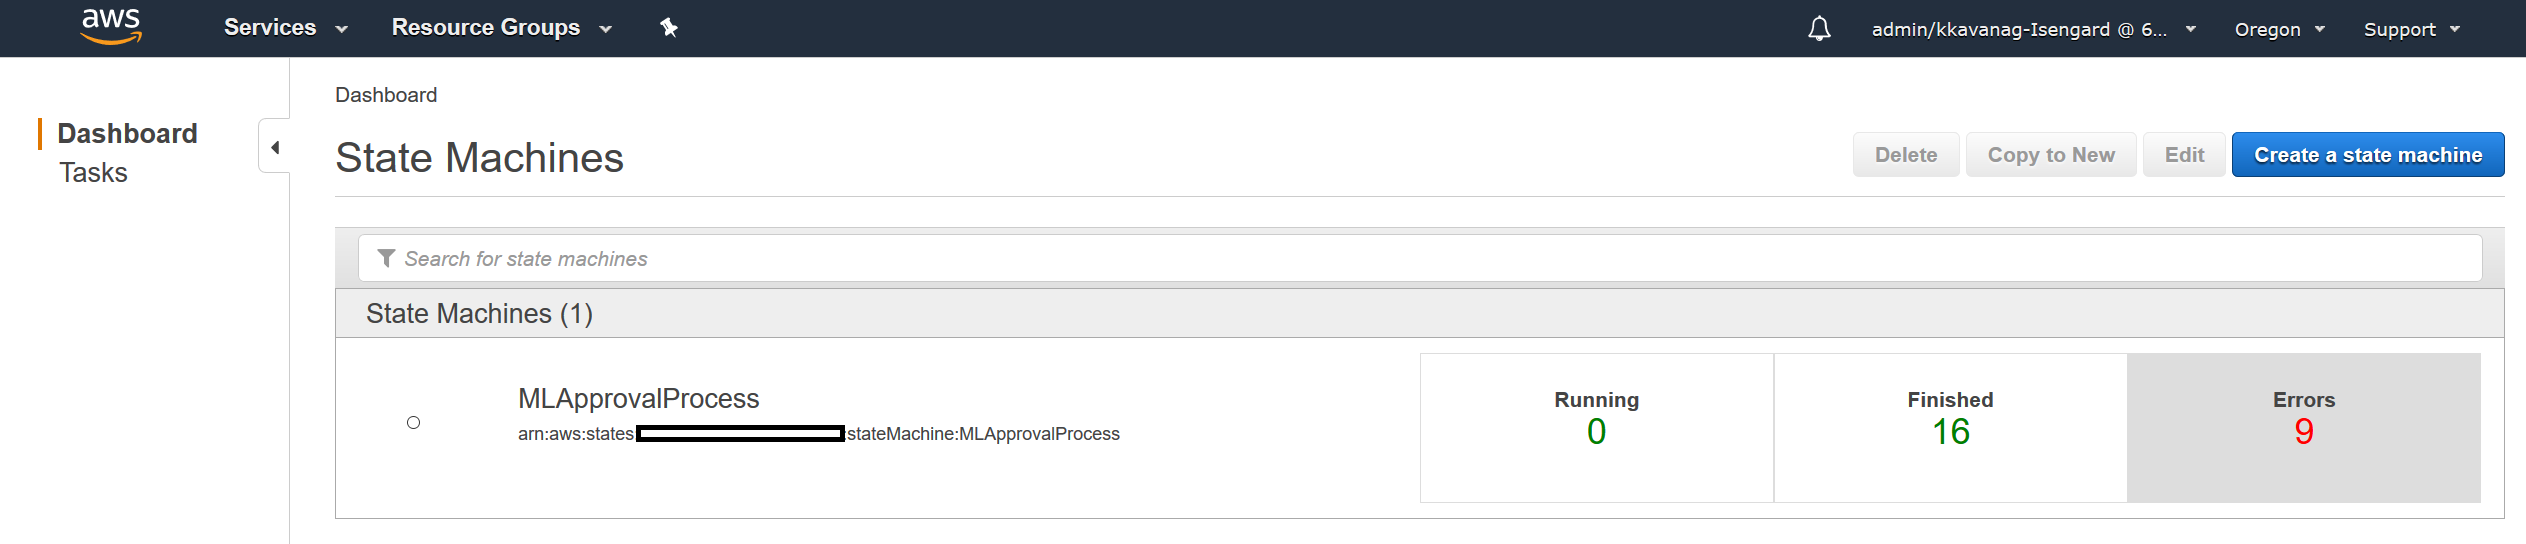 aws
Services
Resource Groups
admin/kkavanag-Isengard @ 6...
Oregon
Support
Dashboard
Tasks
Dashboard
State Machines
Delete
Copy to New
Edit
Create a state machine
Search for state machines
State Machines (1)
MLApprovalProcess
arn:aws:states
stateMachine:MLApprovalProcess
Running
0
Finished
16
Errors
9